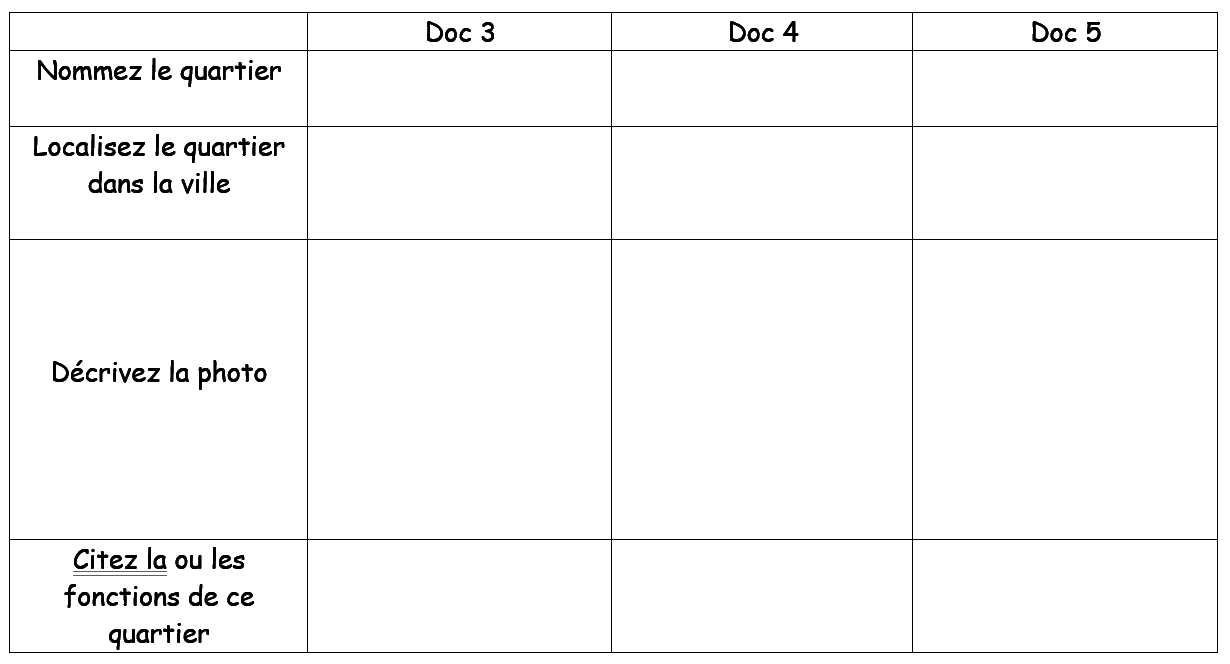 Doc 3 Doc 4 Doc 5
Nommez le quartier
Localisez le quartier
dans la ville
Décrivez la photo
Citez la ou les
fonctions de ce
quartier